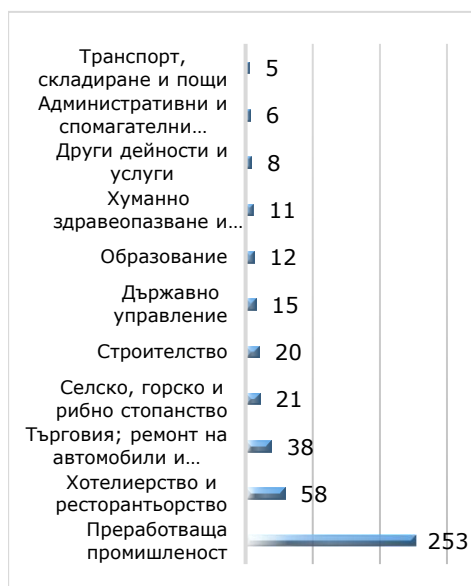 Транспорт,
складиране и пощи
5
Административни и
спомагателни...
6
Други дейности и
услуги
8
Хуманно
здравеопазване и...
11
Образование
12
Държавно
управление
15
Строителство
20
Селско, горско и
рибно стопанство
21
Търговия; ремонт на
автомобили и...
38
Хотелиерство и
ресторантьорство
58
Преработваща
промишленост
253